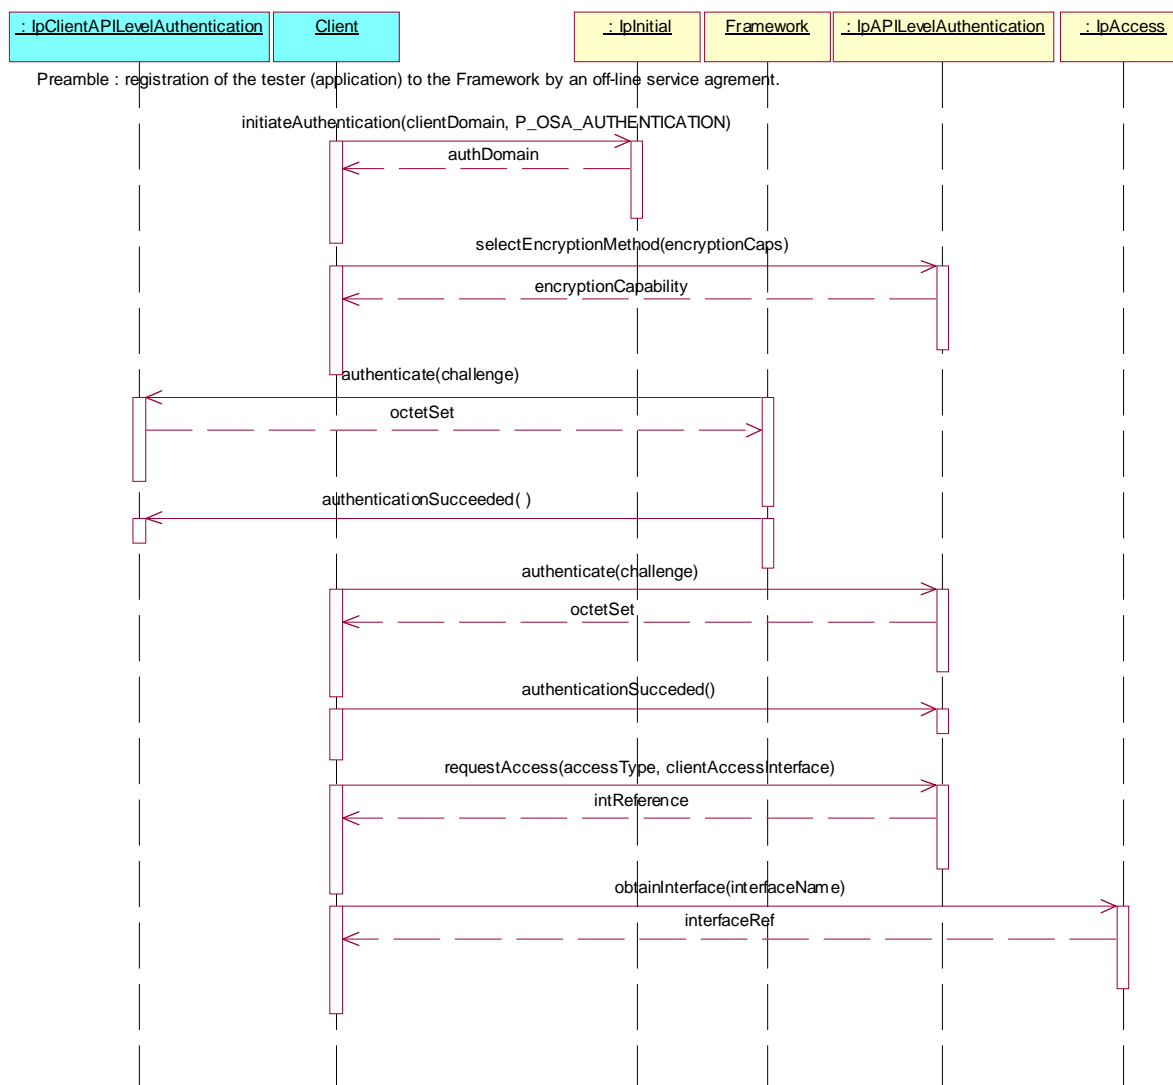 : IpClientAPILevelAuthentication
Client
: IpInitial
Framework
: IpAPILevelAuthentication
: IpAccess
Preamble : registration of the tester (application) to the Framework by an off-line service agrement.
initiateAuthentication(clientDomain, P_OSA_AUTHENTICATION)
authDomain
selectEncryptionMethod(encryptionCaps)
encryptionCapability
authenticate(challenge)
octetSet
authenticationSucceeded( )
authenticate(challenge)
octetSet
authenticationSucceded()
requestAccess(accessType, clientAccessInterface)
intReference
obtainInterface(interfaceName)
interfaceRef